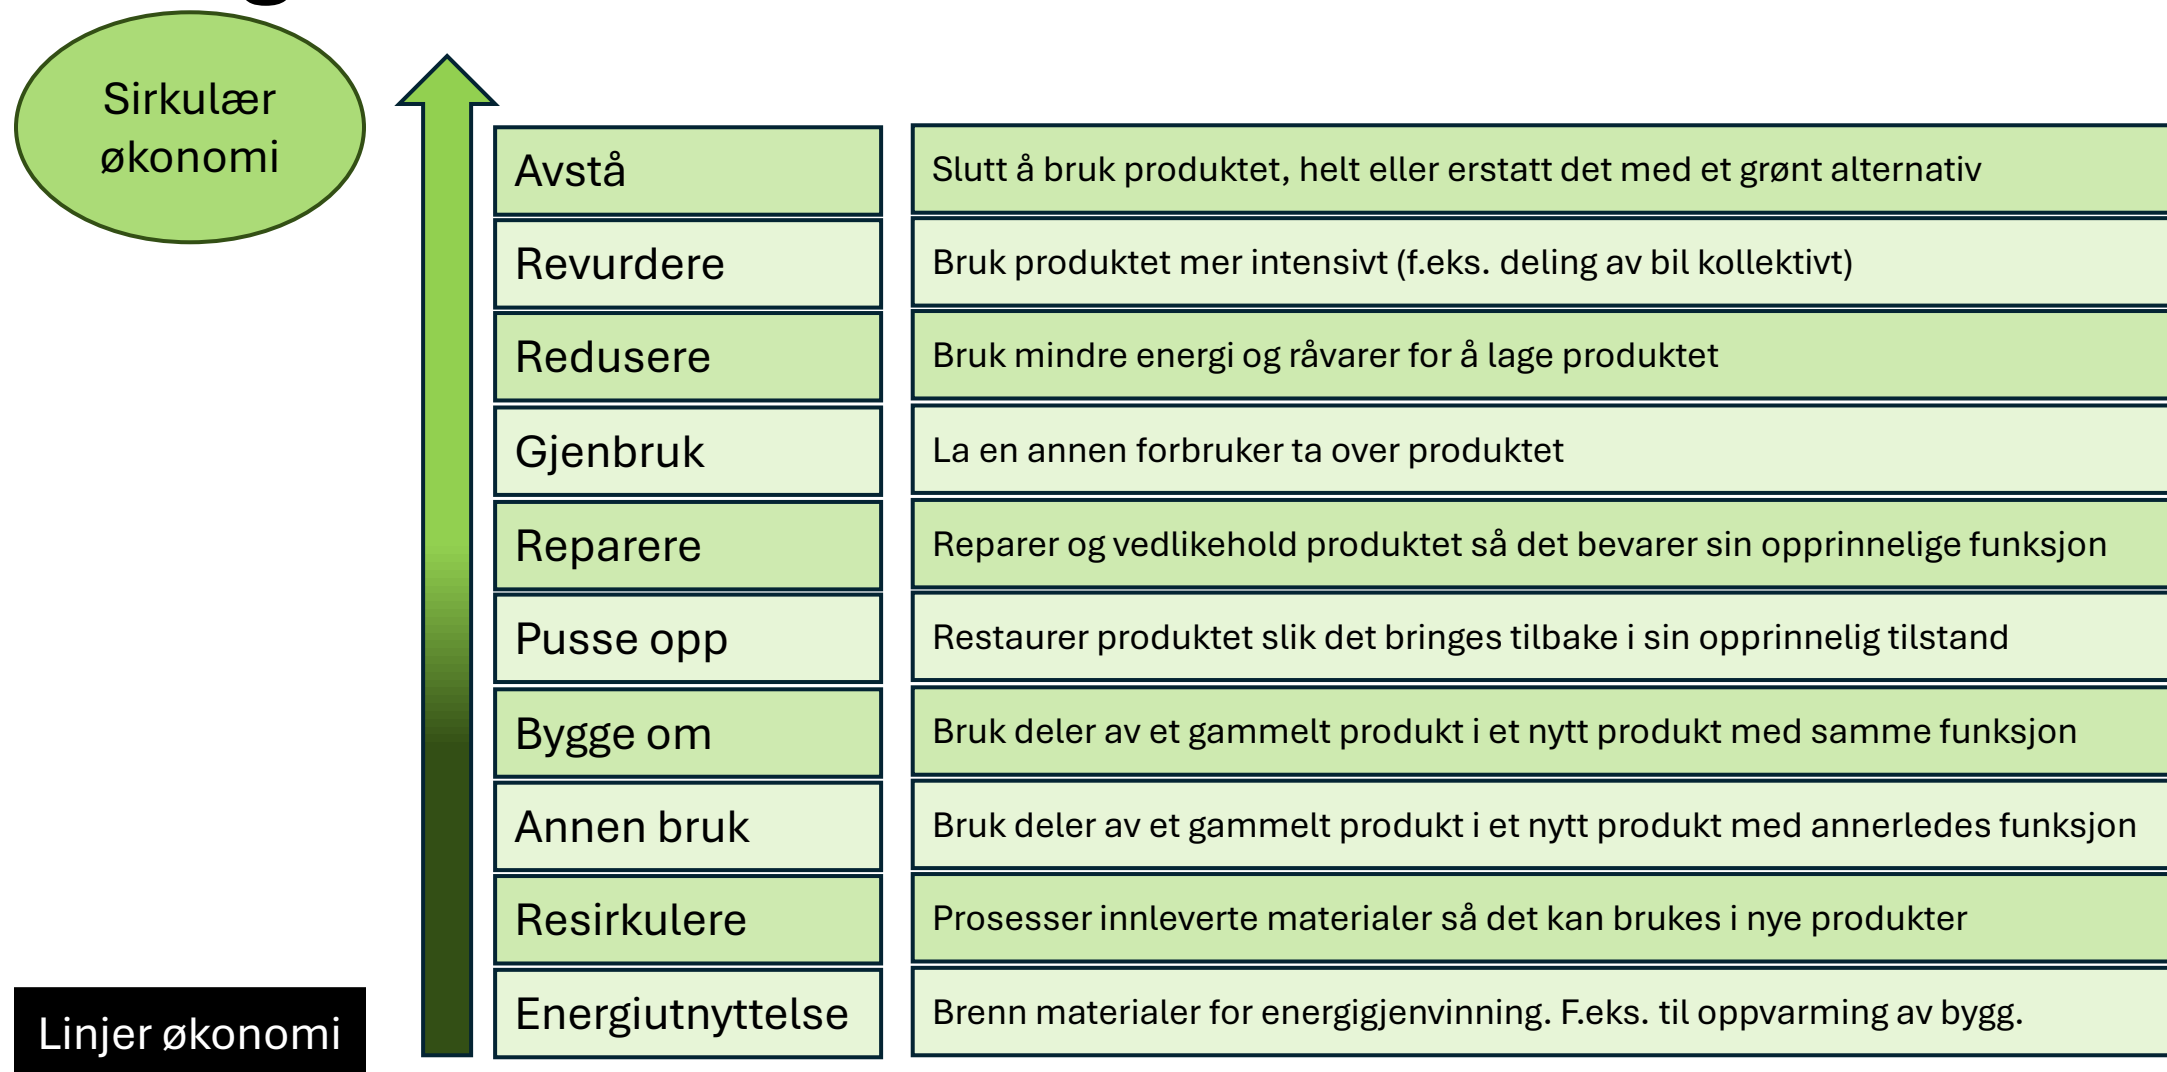 Sirkulær
økonomi
Avstå
Slutt å bruk produktet, helt eller erstatt det med et grønt alternativ
Revurdere
Bruk produktet mer intensivt (f.eks. deling av bil kollektivt)
Redusere
Bruk mindre energi og råvarer for å lage produktet
Gjenbruk
La en annen forbruker ta over produktet
Reparere
Reparer og vedlikehold produktet så det bevarer sin opprinnelige funksjon
Pusse opp
Restaurer produktet slik det bringes tilbake i sin opprinnelig tilstand
Bygge om
Bruk deler av et gammelt produkt i et nytt produkt med samme funksjon
Annen bruk
Bruk deler av et gammelt produkt i et nytt produkt med annerledes funksjon
Resirkulere
Prosesser innleverte materialer så det kan brukes i nye produkter
Energiutnyttelse
Brenn materialer for energigjenvinning. F.eks. til oppvarming av bygg.
Linjer økonomi